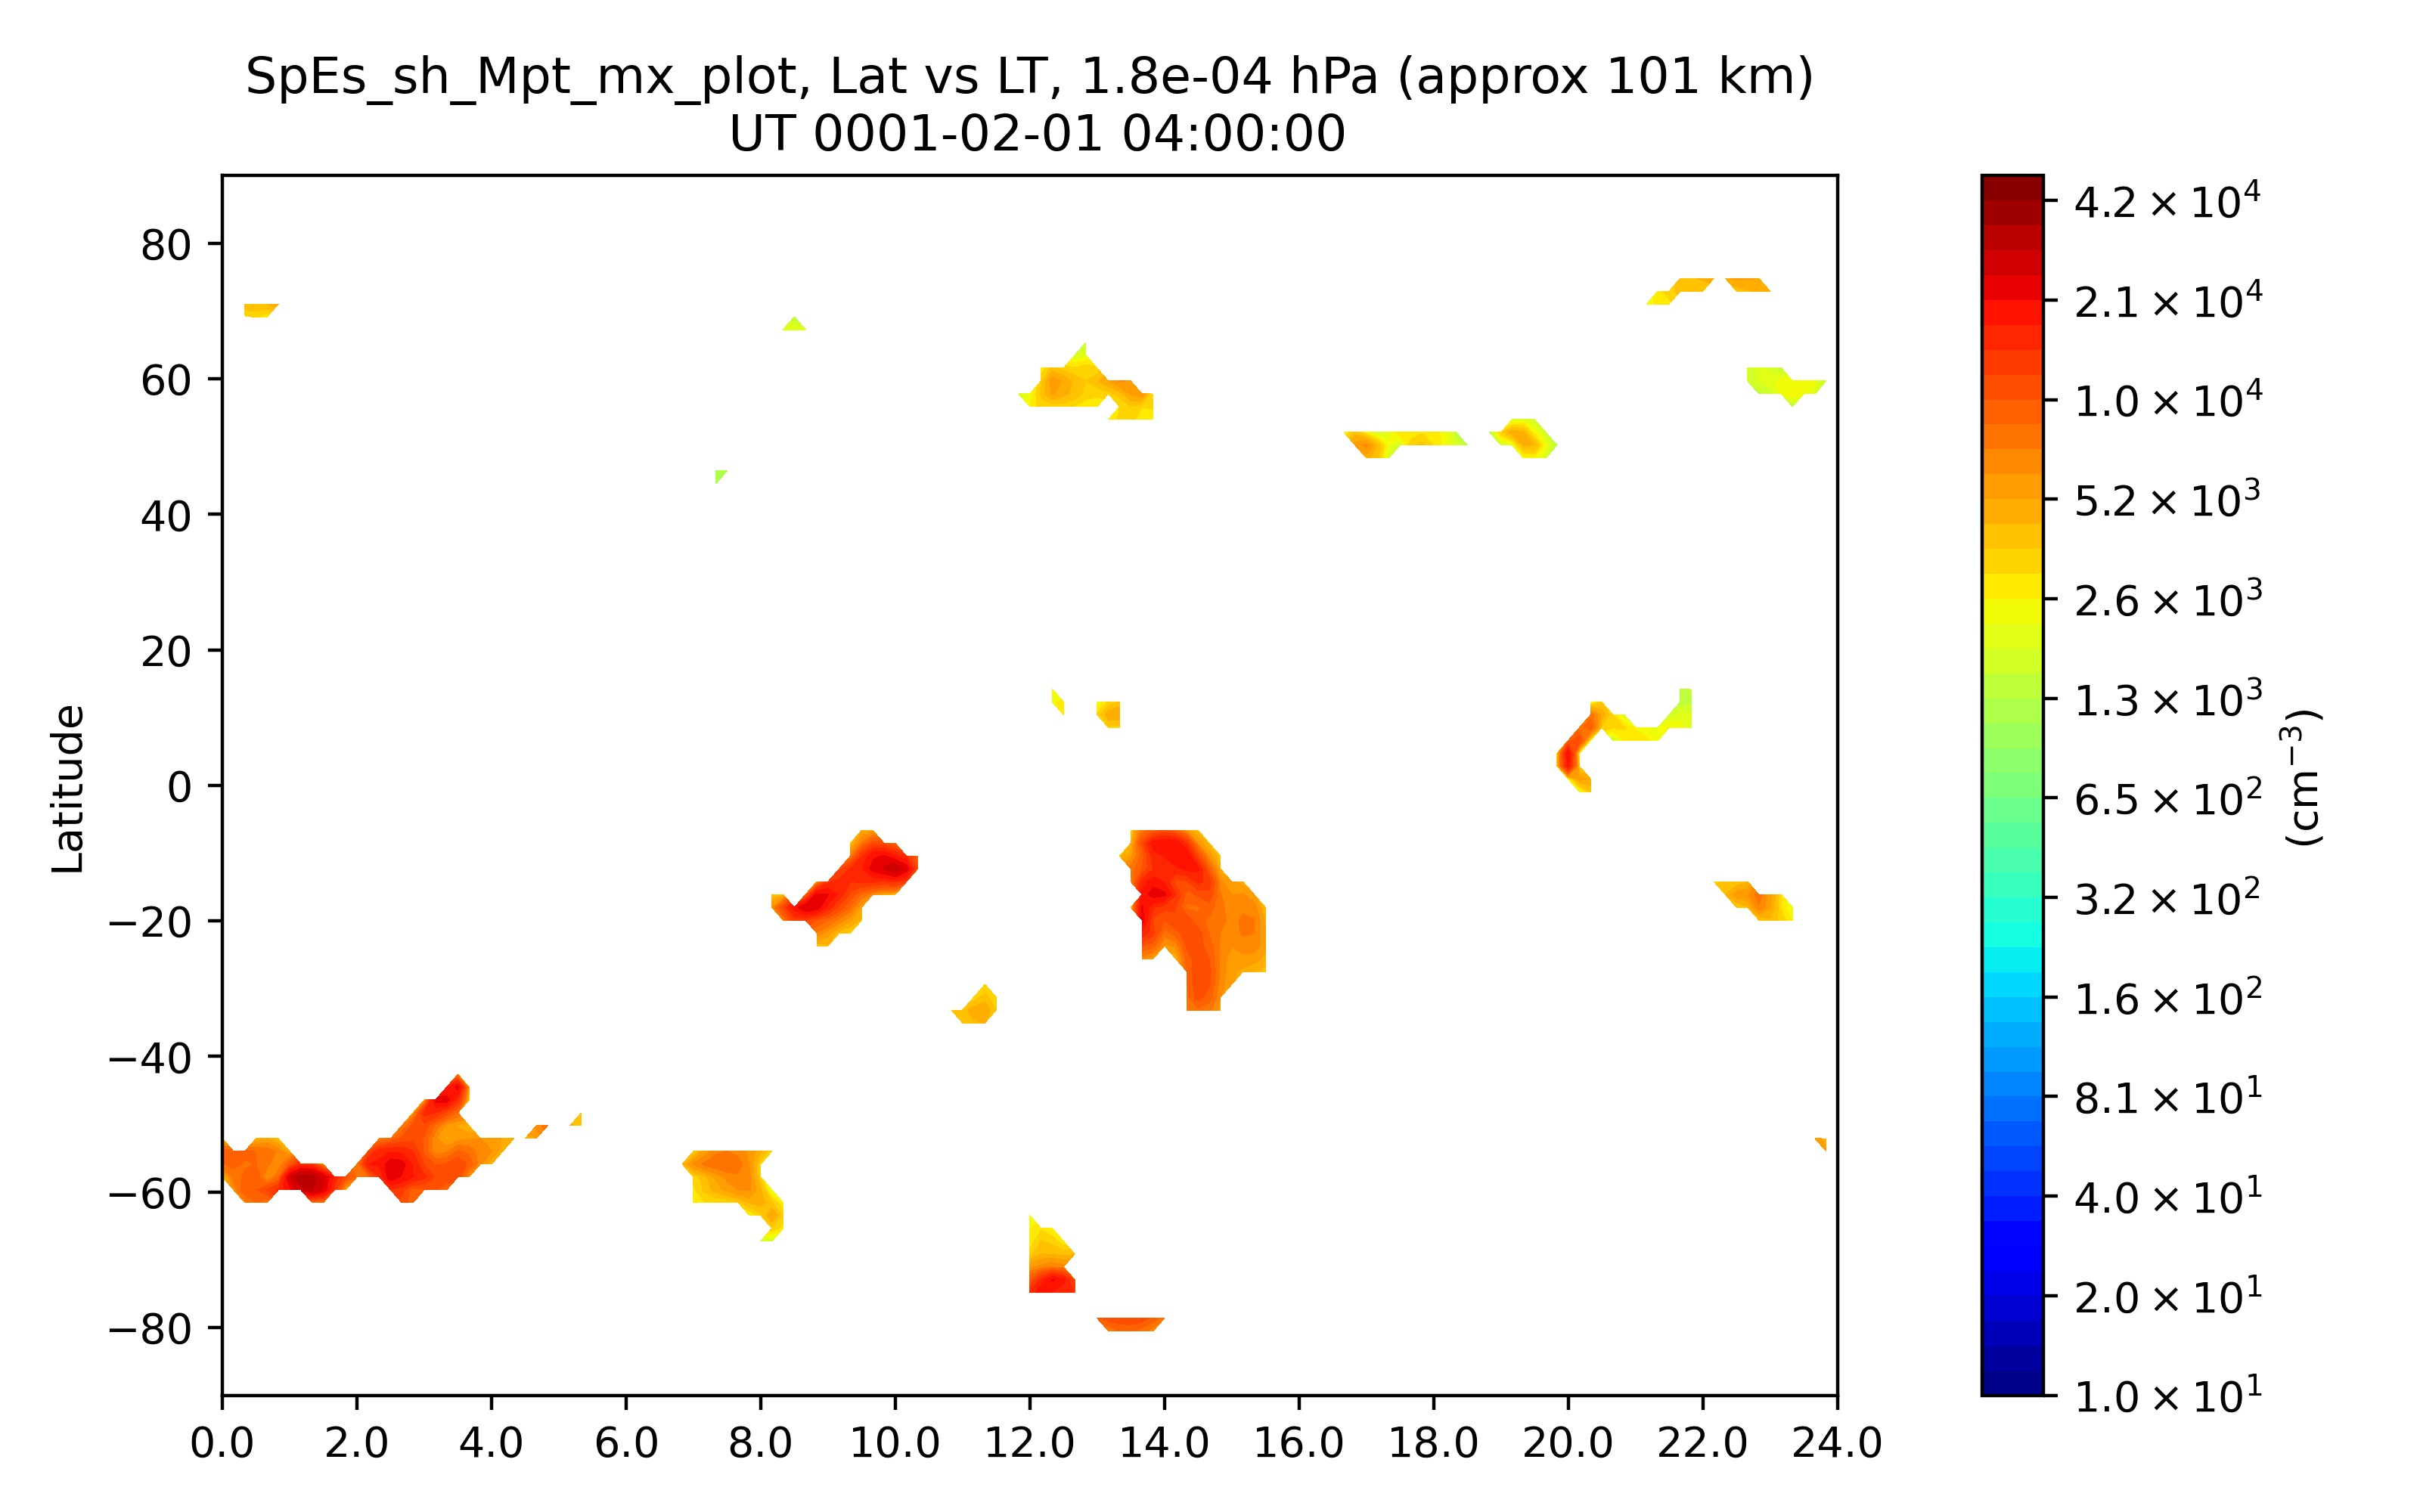 SpEs_sh_Mpt_mx_plot, Lat vs LT, 1.8e-04 hPa (approx 101 km)
UT 0001-02-01 04:00:00
Latitude
80
60
40
20
0
−20
−40
−60
−80
0.0 2.0 4.0 6.0 8.0 10.0 12.0 14.0 16.0 18.0 20.0 22.0 24.0
4.2 × 10⁴
2.1 × 10⁴
1.0 × 10⁴
5.2 × 10³
2.6 × 10³
1.3 × 10³
6.5 × 10²
3.2 × 10²
1.6 × 10²
8.1 × 10¹
4.0 × 10¹
2.0 × 10¹
1.0 × 10¹
(cm⁻³)